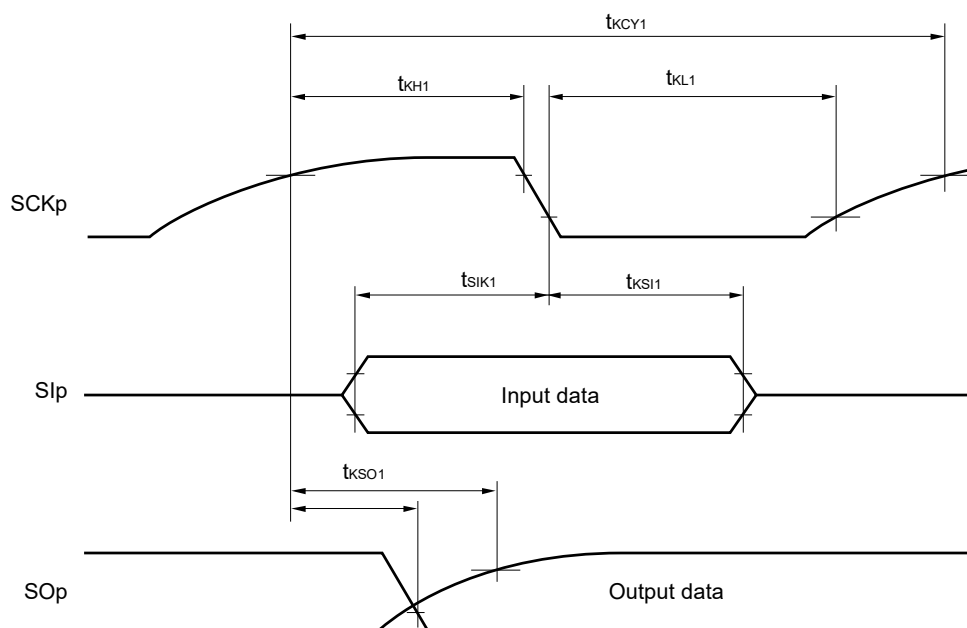 tKCY1
tKH1
tKL1
SCKp
tSIK1
tKSI1
SIp
Input data
tKSO1
SOp
Output data